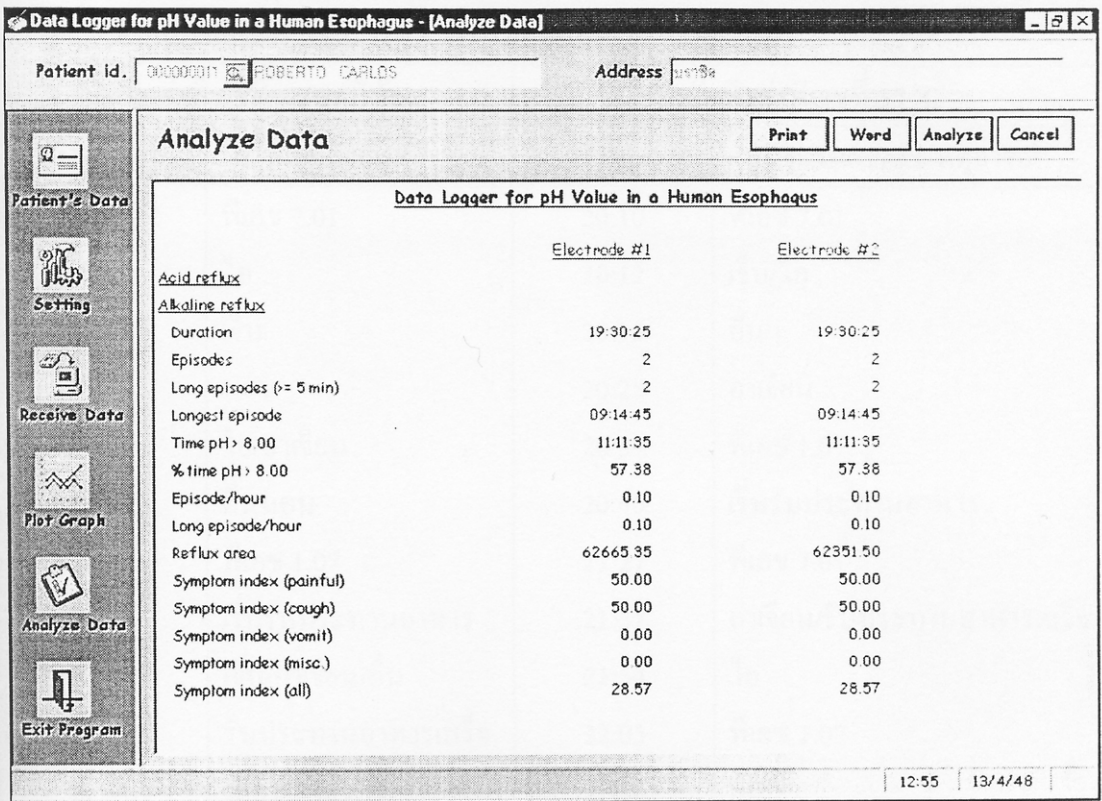 Data Logger for pH Value in a Human Esophagus - [Analyze Data]
Patient id. 000000011 ROBERTO CARLOS Address บราซิล
Analyze Data Print Word Analyze Cancel
Patient's Data
Setting
Receive Data
Plot Graph
Analyze Data
Exit Program
Data Logger for pH Value in a Human Esophagus
Electrode #1 Electrode #2
Acid reflux
Alkaline reflux
Duration 19:30:25 19:30:25
Episodes 2 2
Long episodes (>= 5 min) 2 2
Longest episode 09:14:45 09:14:45
Time pH > 8.00 11:11:35 11:11:35
% time pH > 8.00 57.38 57.38
Episode/hour 0.10 0.10
Long episode/hour 0.10 0.10
Reflux area 62665.35 62351.50
Symptom index (painful) 50.00 50.00
Symptom index (cough) 50.00 50.00
Symptom index (vomit) 0.00 0.00
Symptom index (misc.) 0.00 0.00
Symptom index (all) 28.57 28.57
12:55 13/4/48